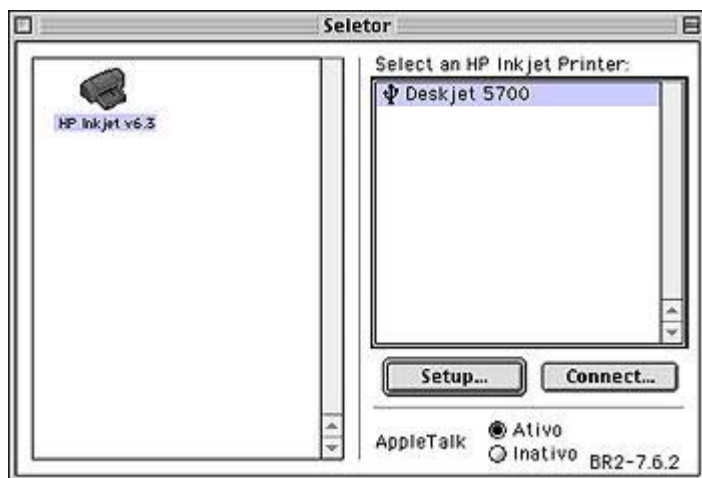 Seletor
HP Inkjet v6.3
Select an HP Inkjet Printer:
Deskjet 5700
Setup...
Connect...
AppleTalk
Ativo
Inativo
BR2-7.6.2